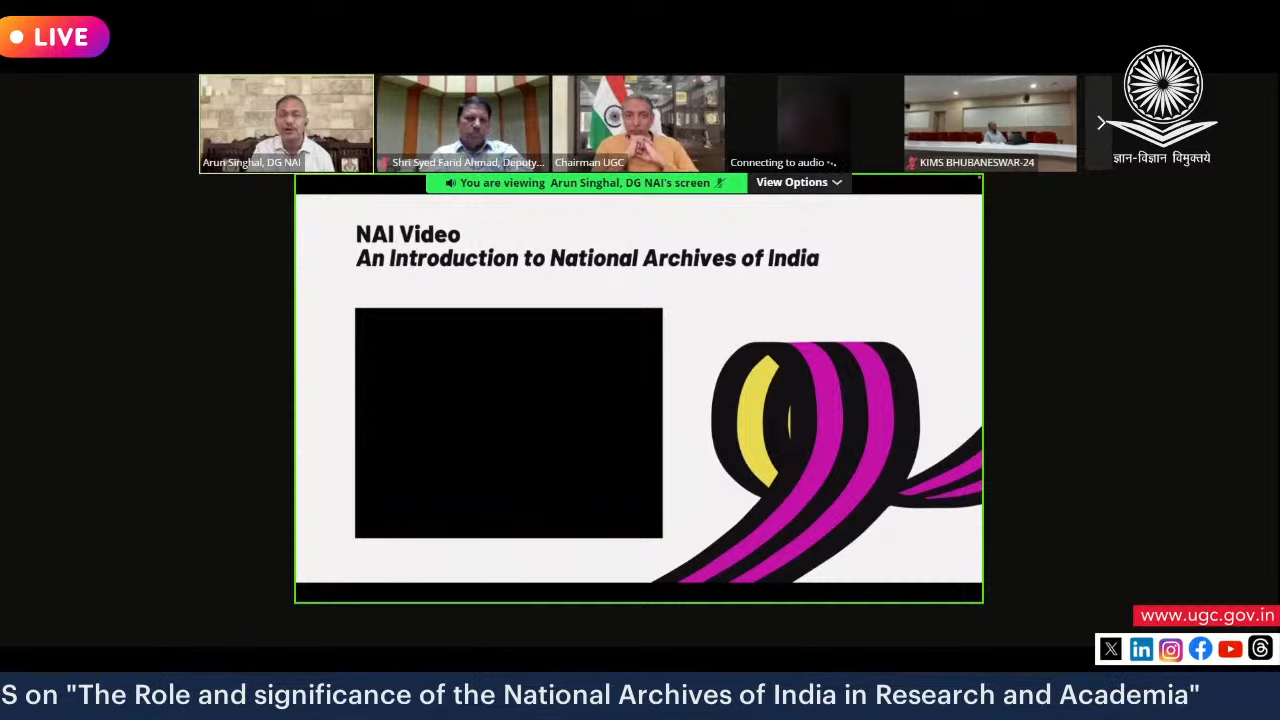 LIVE
Arun Singhal, DG NAI
Shri Syed Farid Ahmad, Deputy...
Chairman UGC
Connecting to audio
KIMS BHUBANESWAR-24
ज्ञान-विज्ञान विमुक्तये
You are viewing Arun Singhal, DG NAI's screen
View Options
NAI Video
An Introduction to National Archives of India
www.ugc.gov.in
S on "The Role and significance of the National Archives of India in Research and Academia"